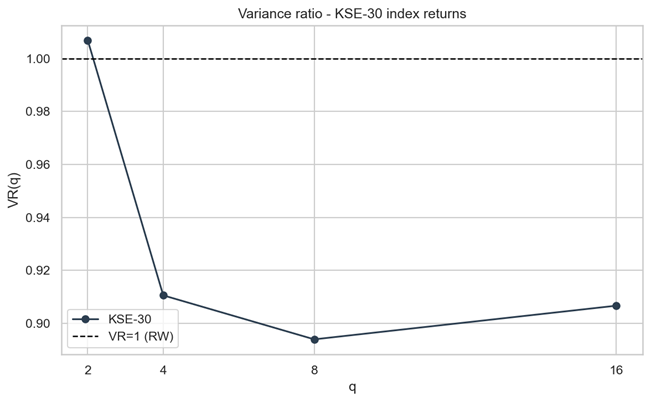 Variance ratio - KSE-30 index returns
VR(q)
1.00
0.98
0.96
0.94
0.92
0.90
KSE-30
VR=1 (RW)
2 4 8 16
q